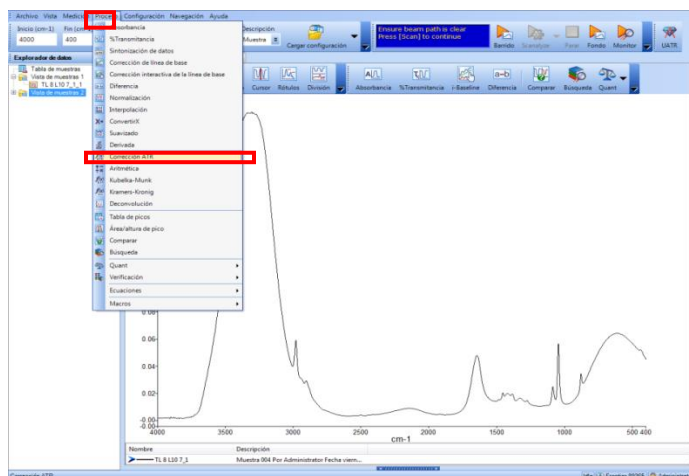 Archivo Vista Medición Proceso Configuración Navegación Ayuda
Inicio (cm-1) Fin (cm-1)
4000 400
Descripción
Muestra
Cargar configuración
Ensure beam path is clear
Press [Scan] to continue
Barrido Scanalyze Parar Fondo Monitor UATR
Explorador de datos
Tabla de muestras
Vista de muestras 1
TL 8 L10 7_1_1
Vista de muestras 2
Absorbancia
%Transmitancia
Sintonización de datos
Corrección de línea de base
Corrección interactiva de la línea de base
Diferencia
Normalización
Interpolación
ConvertirX
Suavizado
Derivada
Corrección ATR
Aritmética
Kubelka-Munk
Kramers-Kronig
Deconvolución
Tabla de picos
Área/altura de pico
Comparar
Búsqueda
Quant
Verificación
Ecuaciones
Macros
Cursor Rótulos División Absorbancia %Transmitancia i-Baseline Diferencia Comparar Búsqueda Quant
0.08
0.06
0.04
0.02
-0.00
4000 3500 3000 2500 2000 1500 1000 500 400
cm-1
Nombre Descripción
TL 8 L10 7_1 Muestra 004 Por Administrator Fecha viern...